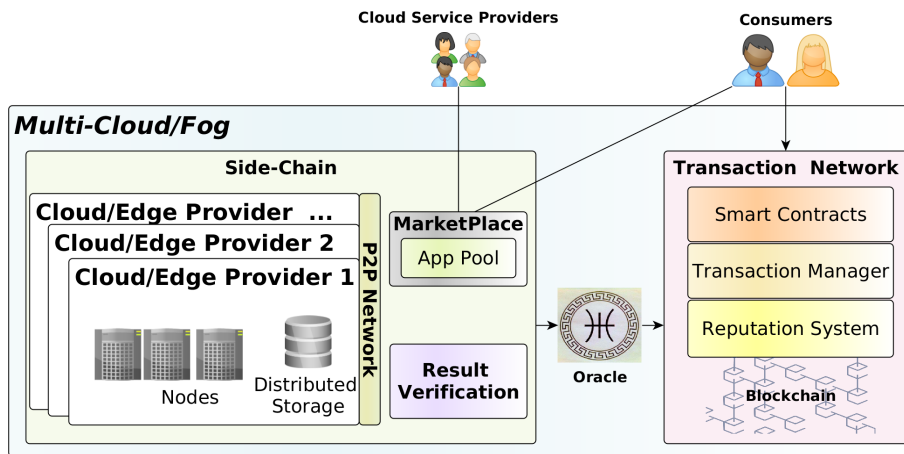 Cloud Service Providers
Consumers
Multi-Cloud/Fog
Side-Chain
Cloud/Edge Provider ...
Cloud/Edge Provider 2
Cloud/Edge Provider 1
Nodes
Distributed
Storage
P2P Network
MarketPlace
App Pool
Result
Verification
Oracle
Transaction Network
Smart Contracts
Transaction Manager
Reputation System
Blockchain